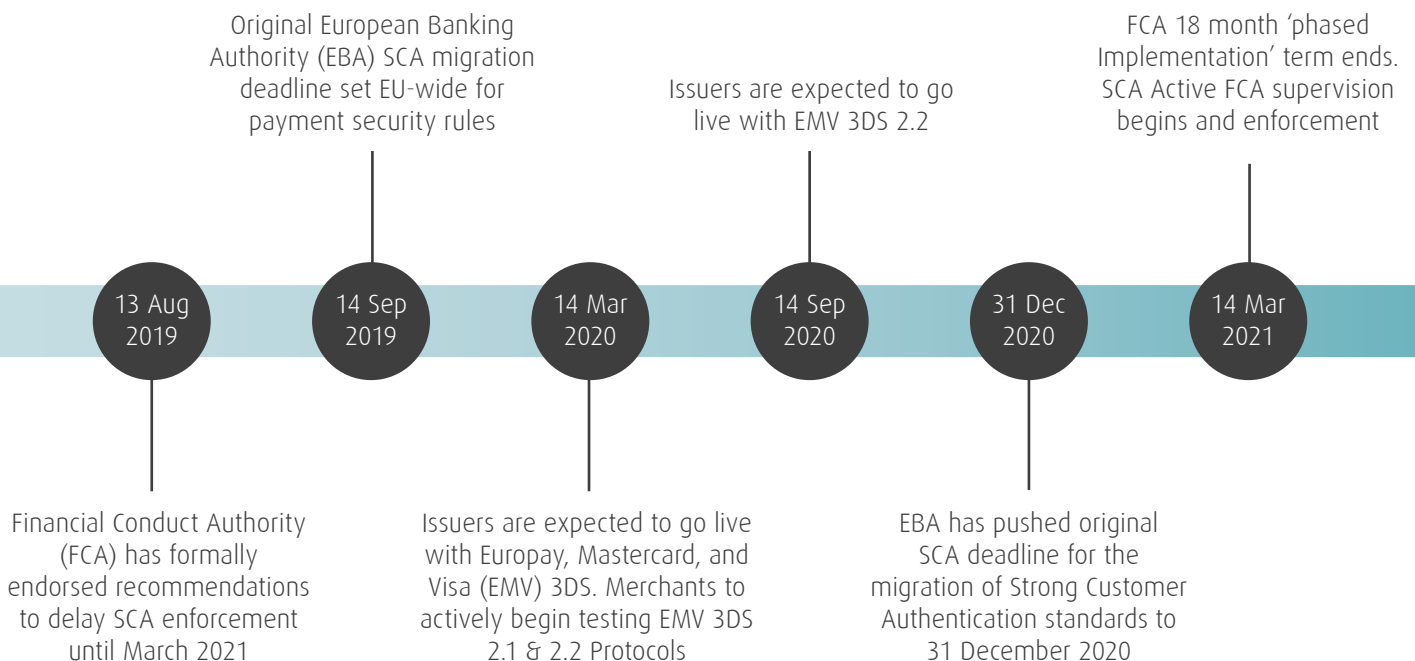 Original European Banking
Authority (EBA) SCA migration
deadline set EU-wide for
payment security rules
Issuers are expected to go
live with EMV 3DS 2.2
FCA 18 month ‘phased
Implementation’ term ends.
SCA Active FCA supervision
begins and enforcement
13 Aug
2019
14 Sep
2019
14 Mar
2020
14 Sep
2020
31 Dec
2020
14 Mar
2021
Financial Conduct Authority
(FCA) has formally
endorsed recommendations
to delay SCA enforcement
until March 2021
Issuers are expected to go live
with Europay, Mastercard, and
Visa (EMV) 3DS. Merchants to
actively begin testing EMV 3DS
2.1 & 2.2 Protocols
EBA has pushed original
SCA deadline for the
migration of Strong Customer
Authentication standards to
31 December 2020